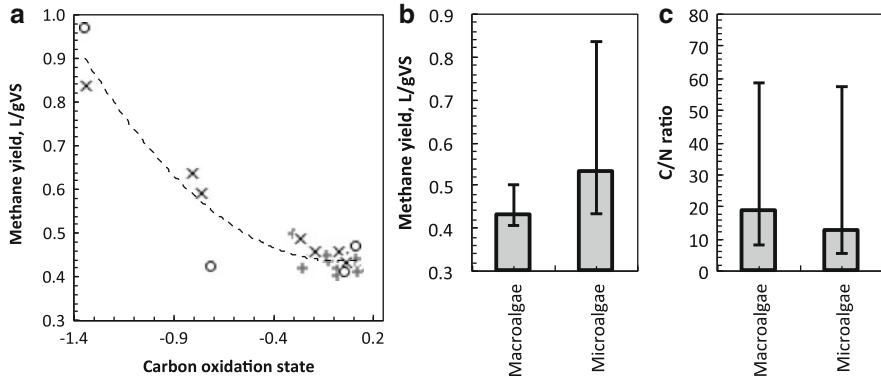 a
1.0
0.9
0.8
0.7
0.6
0.5
0.4
0.3
-1.4
-0.9
-0.4
0.2
Methane yield, L/gVS
Carbon oxidation state
b
0.9
0.8
0.7
0.6
0.5
0.4
0.3
Methane yield, L/gVS
Macroalgae
Microalgae
c
80
70
60
50
40
30
20
10
0
C/N ratio
Macroalgae
Microalgae